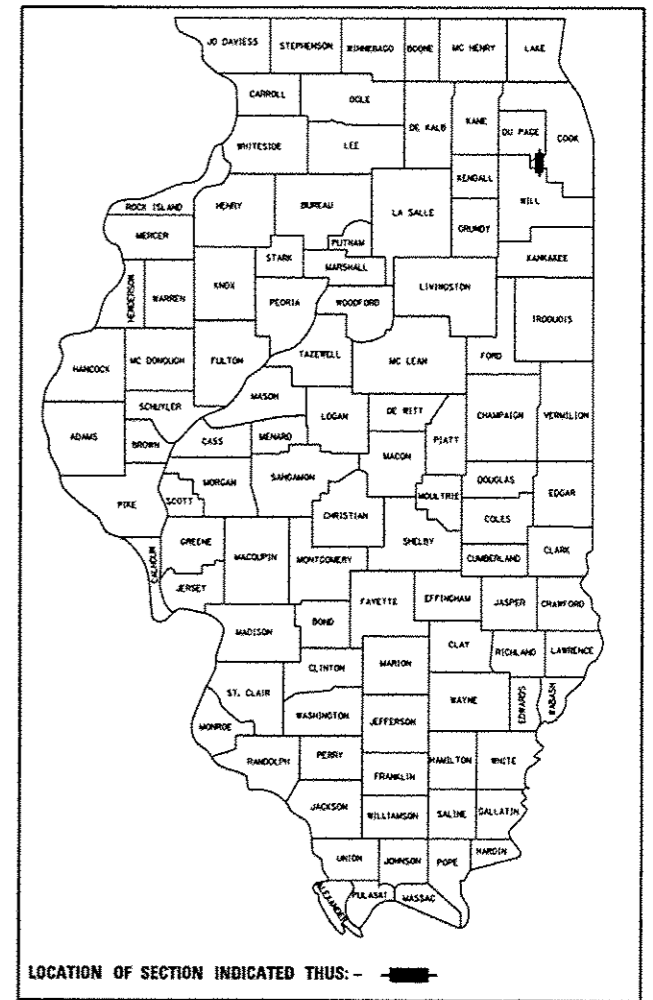 JO DAVIESS
STEPHENSON
WINNEBAGO
BOONE
MC HENRY
LAKE
CARROLL
OGLE
DE KALB
KANE
DU PAGE
COOK
WHITESIDE
LEE
KENDALL
WILL
ROCK ISLAND
HENRY
BUREAU
LA SALLE
GRUNDY
MERCER
PUTNAM
STARK
MARSHALL
KANKAKEE
HENDERSON
WARREN
KNOX
PEORIA
WOODFORD
LIVINGSTON
IROQUOIS
HANCOCK
MC DONOUGH
FULTON
TAZEWELL
MC LEAN
FORD
MASON
SCHUYLER
LOGAN
DE WITT
CHAMPAIGN
VERMILION
ADAMS
BROWN
CASS
MENARD
PIATT
MACON
MORGAN
SANGAMON
DOUGLAS
EDGAR
PIKE
SCOTT
MOULTRIE
COLES
CHRISTIAN
GREENE
MACOUPIN
SHELBY
CALHOUN
MONTGOMERY
CUMBERLAND
CLARK
JERSEY
FAYETTE
EFFINGHAM
JASPER
CRAWFORD
MADISON
BOND
CLAY
RICHLAND
LAWRENCE
CLINTON
MARION
ST. CLAIR
WAYNE
EDWARDS
WABASH
WASHINGTON
JEFFERSON
MONROE
RANDOLPH
PERRY
HAMILTON
WHITE
FRANKLIN
JACKSON
WILLIAMSON
SALINE
GALLATIN
UNION
JOHNSON
POPE
HARDIN
ALEXANDER
PULASKI
MASSAC
LOCATION OF SECTION INDICATED THUS: -